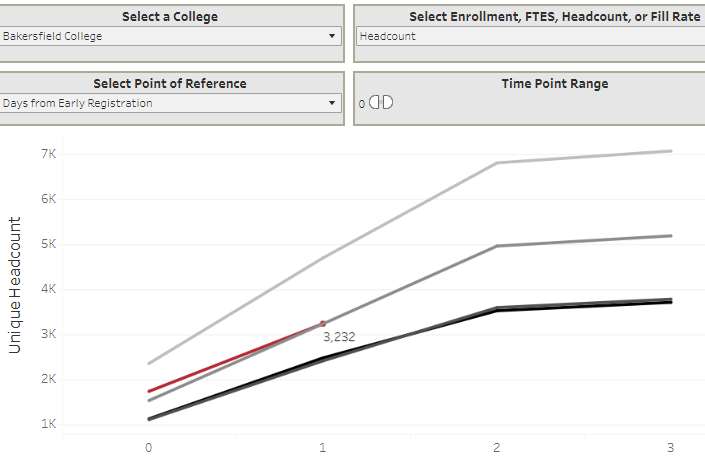 Select a College
Select Enrollment, FTES, Headcount, or Fill Rate
Bakersfield College
Headcount
Select Point of Reference
Time Point Range
Days from Early Registration
0
7K
6K
5K
4K
3K
2K
1K
Unique Headcount
3,232
0
1
2
3